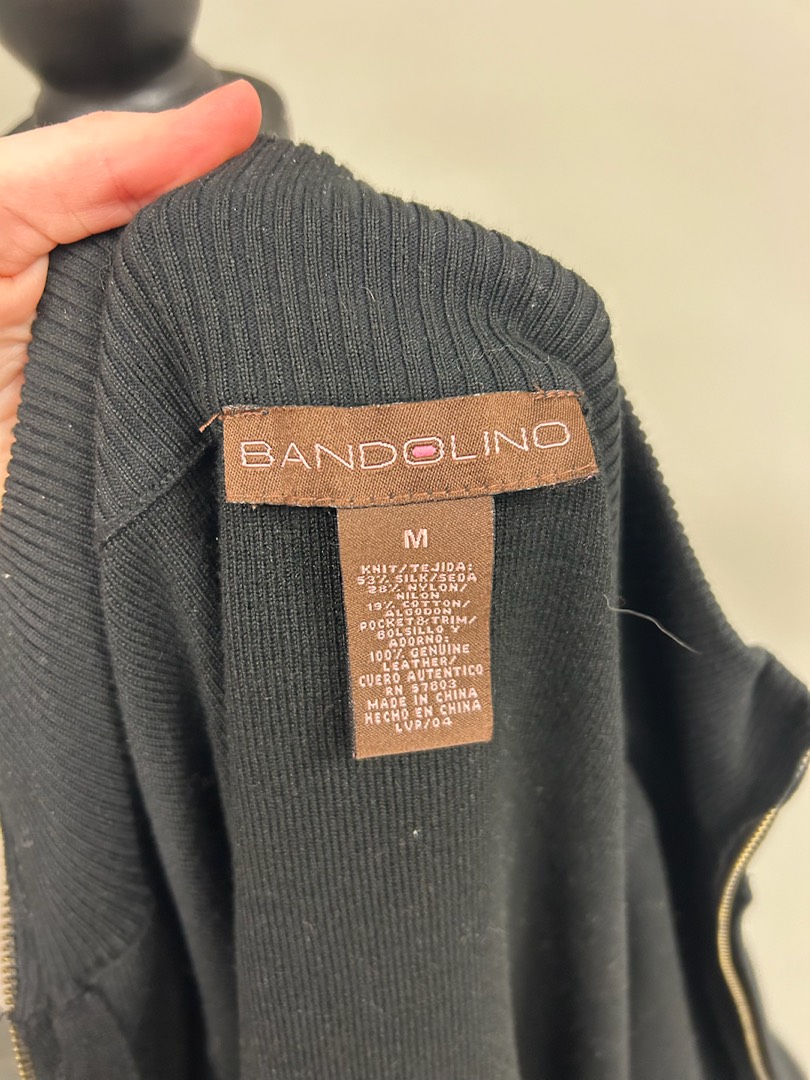 BANDOLINO
M
KNIT/TEJIDA:
53% SILK/SEDA
28% NYLON/
NILON
19% COTTON/
ALGODON
POCKET&TRIM/
BOLSILLO Y
ADORNO:
100% GENUINE
LEATHER/
CUERO AUTENTICO
RN 57803
MADE IN CHINA
HECHO EN CHINA
LVP/04